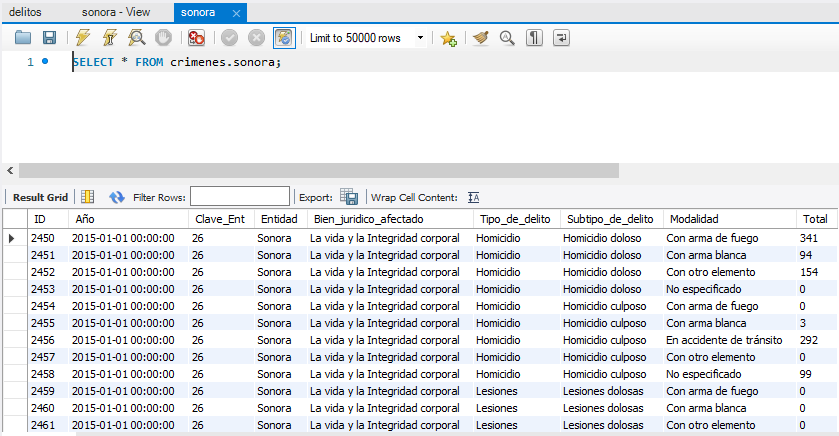 delitos sonora - View sonora ×
Limit to 50000 rows
1 SELECT * FROM crimenes.sonora;
Result Grid Filter Rows: Export: Wrap Cell Content: IA
ID Año Clave_Ent Entidad Bien_juridico_afectado Tipo_de_delito Subtipo_de_delito Modalidad Total
2450 2015-01-01 00:00:00 26 Sonora La vida y la Integridad corporal Homicidio Homicidio doloso Con arma de fuego 341
2451 2015-01-01 00:00:00 26 Sonora La vida y la Integridad corporal Homicidio Homicidio doloso Con arma blanca 94
2452 2015-01-01 00:00:00 26 Sonora La vida y la Integridad corporal Homicidio Homicidio doloso Con otro elemento 154
2453 2015-01-01 00:00:00 26 Sonora La vida y la Integridad corporal Homicidio Homicidio doloso No especificado 0
2454 2015-01-01 00:00:00 26 Sonora La vida y la Integridad corporal Homicidio Homicidio culposo Con arma de fuego 0
2455 2015-01-01 00:00:00 26 Sonora La vida y la Integridad corporal Homicidio Homicidio culposo Con arma blanca 3
2456 2015-01-01 00:00:00 26 Sonora La vida y la Integridad corporal Homicidio Homicidio culposo En accidente de tránsito 292
2457 2015-01-01 00:00:00 26 Sonora La vida y la Integridad corporal Homicidio Homicidio culposo Con otro elemento 0
2458 2015-01-01 00:00:00 26 Sonora La vida y la Integridad corporal Homicidio Homicidio culposo No especificado 99
2459 2015-01-01 00:00:00 26 Sonora La vida y la Integridad corporal Lesiones Lesiones dolosas Con arma de fuego 0
2460 2015-01-01 00:00:00 26 Sonora La vida y la Integridad corporal Lesiones Lesiones dolosas Con arma blanca 0
2461 2015-01-01 00:00:00 26 Sonora La vida y la Integridad corporal Lesiones Lesiones dolosas Con otro elemento 0